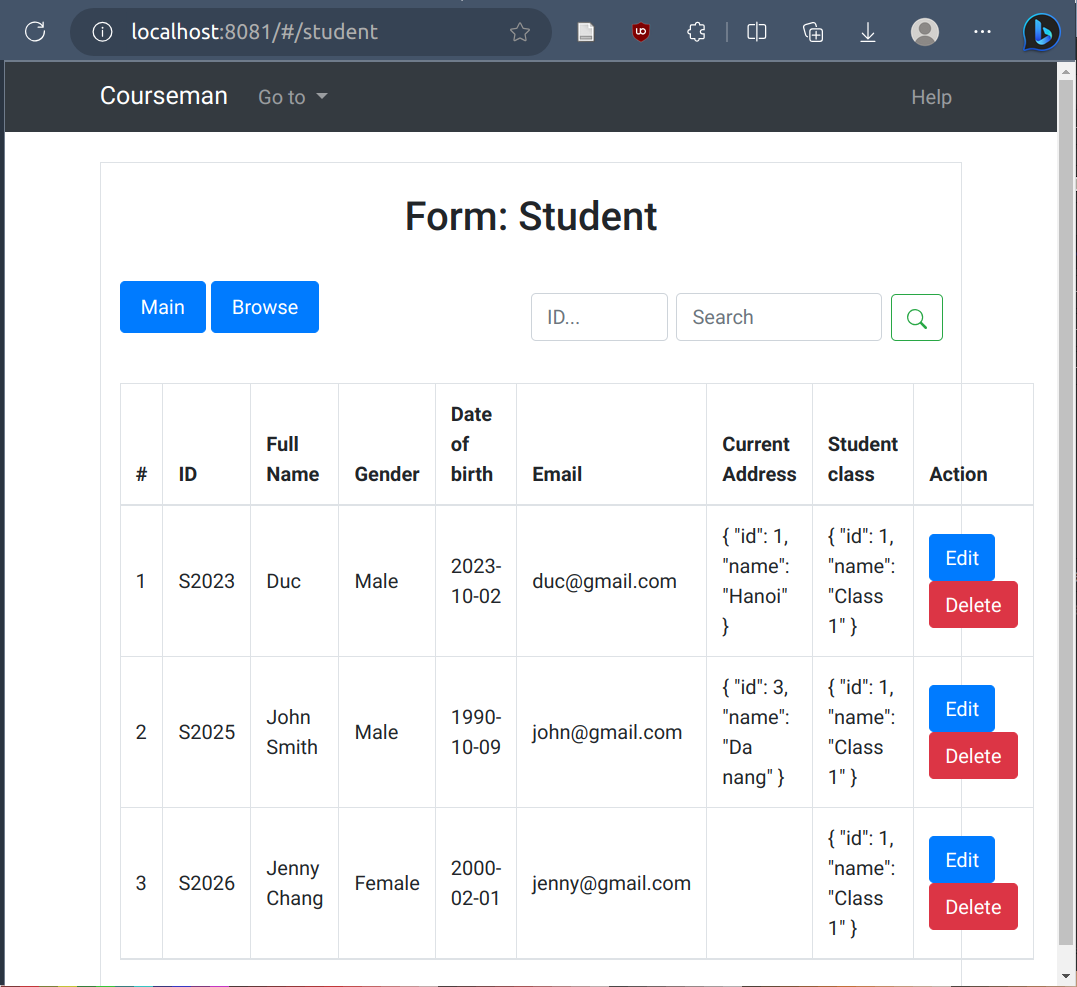 localhost:8081/#/student
Courseman Go to Help
Form: Student
Main Browse ID... Search
# ID Full Name Gender Date of birth Email Current Address Student class Action
1 S2023 Duc Male 2023-10-02 duc@gmail.com { "id": 1, "name": "Hanoi" } { "id": 1, "name": "Class 1" } Edit Delete
2 S2025 John Smith Male 1990-10-09 john@gmail.com { "id": 3, "name": "Da nang" } { "id": 1, "name": "Class 1" } Edit Delete
3 S2026 Jenny Chang Female 2000-02-01 jenny@gmail.com { "id": 1, "name": "Class 1" } Edit Delete